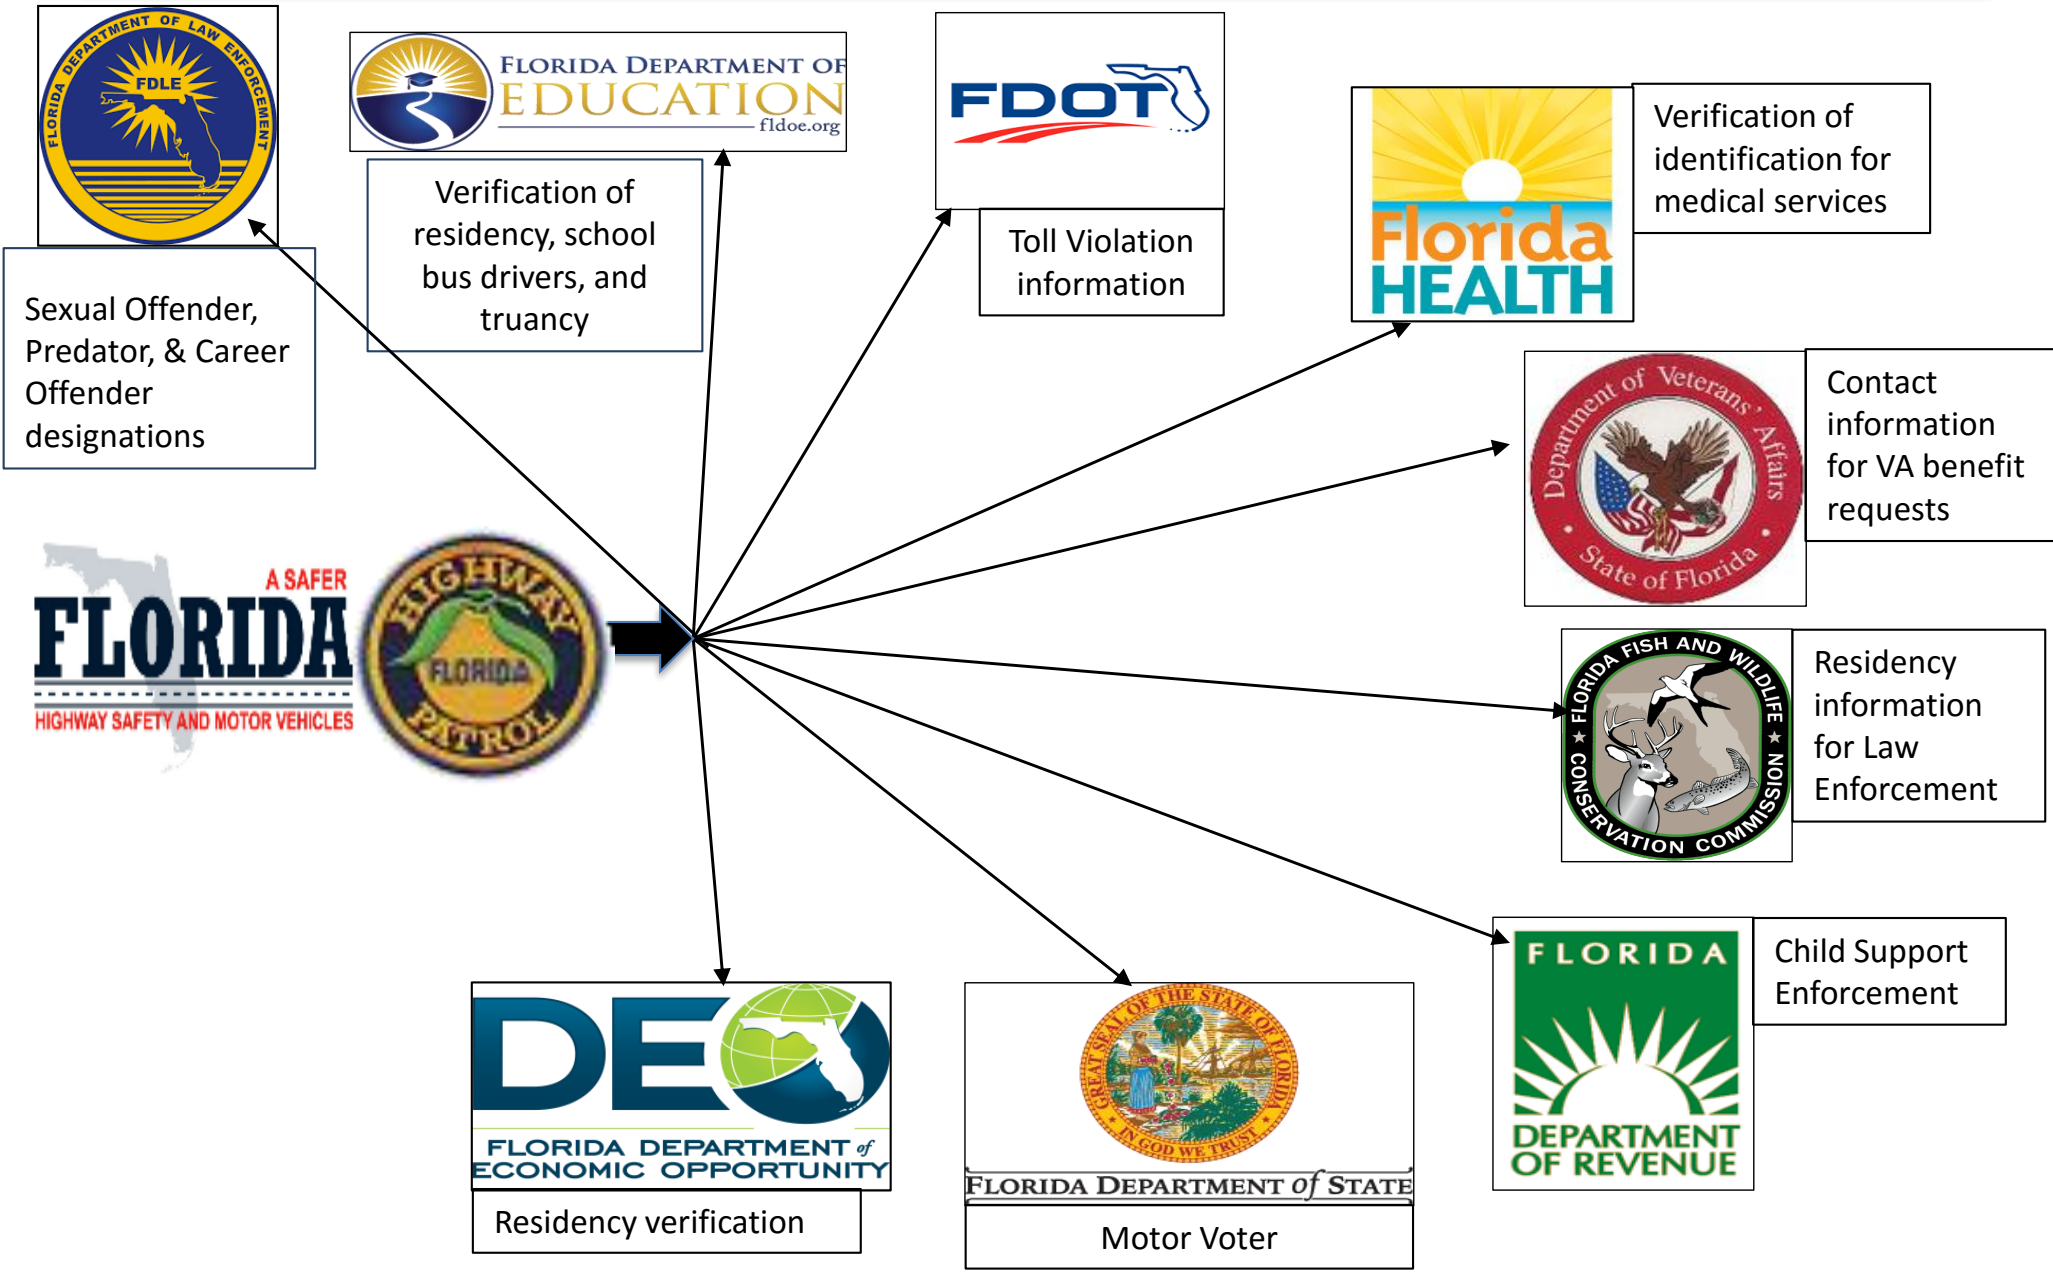 FLORIDA DEPARTMENT OF LAW ENFORCEMENT
FDLE
Sexual Offender,
Predator, & Career
Offender
designations
FLORIDA DEPARTMENT OF
EDUCATION
fldoe.org
Verification of
residency, school
bus drivers, and
truancy
FDOT
Toll Violation
information
Florida
HEALTH
Verification of
identification for
medical services
Department of Veterans' Affairs
State of Florida
Contact
information
for VA benefit
requests
A SAFER
FLORIDA
HIGHWAY SAFETY AND MOTOR VEHICLES
HIGHWAY
FLORIDA
PATROL
FLORIDA FISH AND WILDLIFE
CONSERVATION COMMISSION
Residency
information
for Law
Enforcement
FLORIDA
DEPARTMENT
OF REVENUE
Child Support
Enforcement
DEO
FLORIDA DEPARTMENT of
ECONOMIC OPPORTUNITY
Residency verification
GREAT SEAL OF THE STATE OF FLORIDA
IN GOD WE TRUST
FLORIDA DEPARTMENT of STATE
Motor Voter